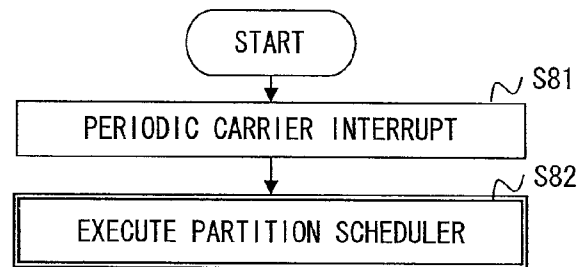 START
S81
PERIODIC CARRIER INTERRUPT
S82
EXECUTE PARTITION SCHEDULER